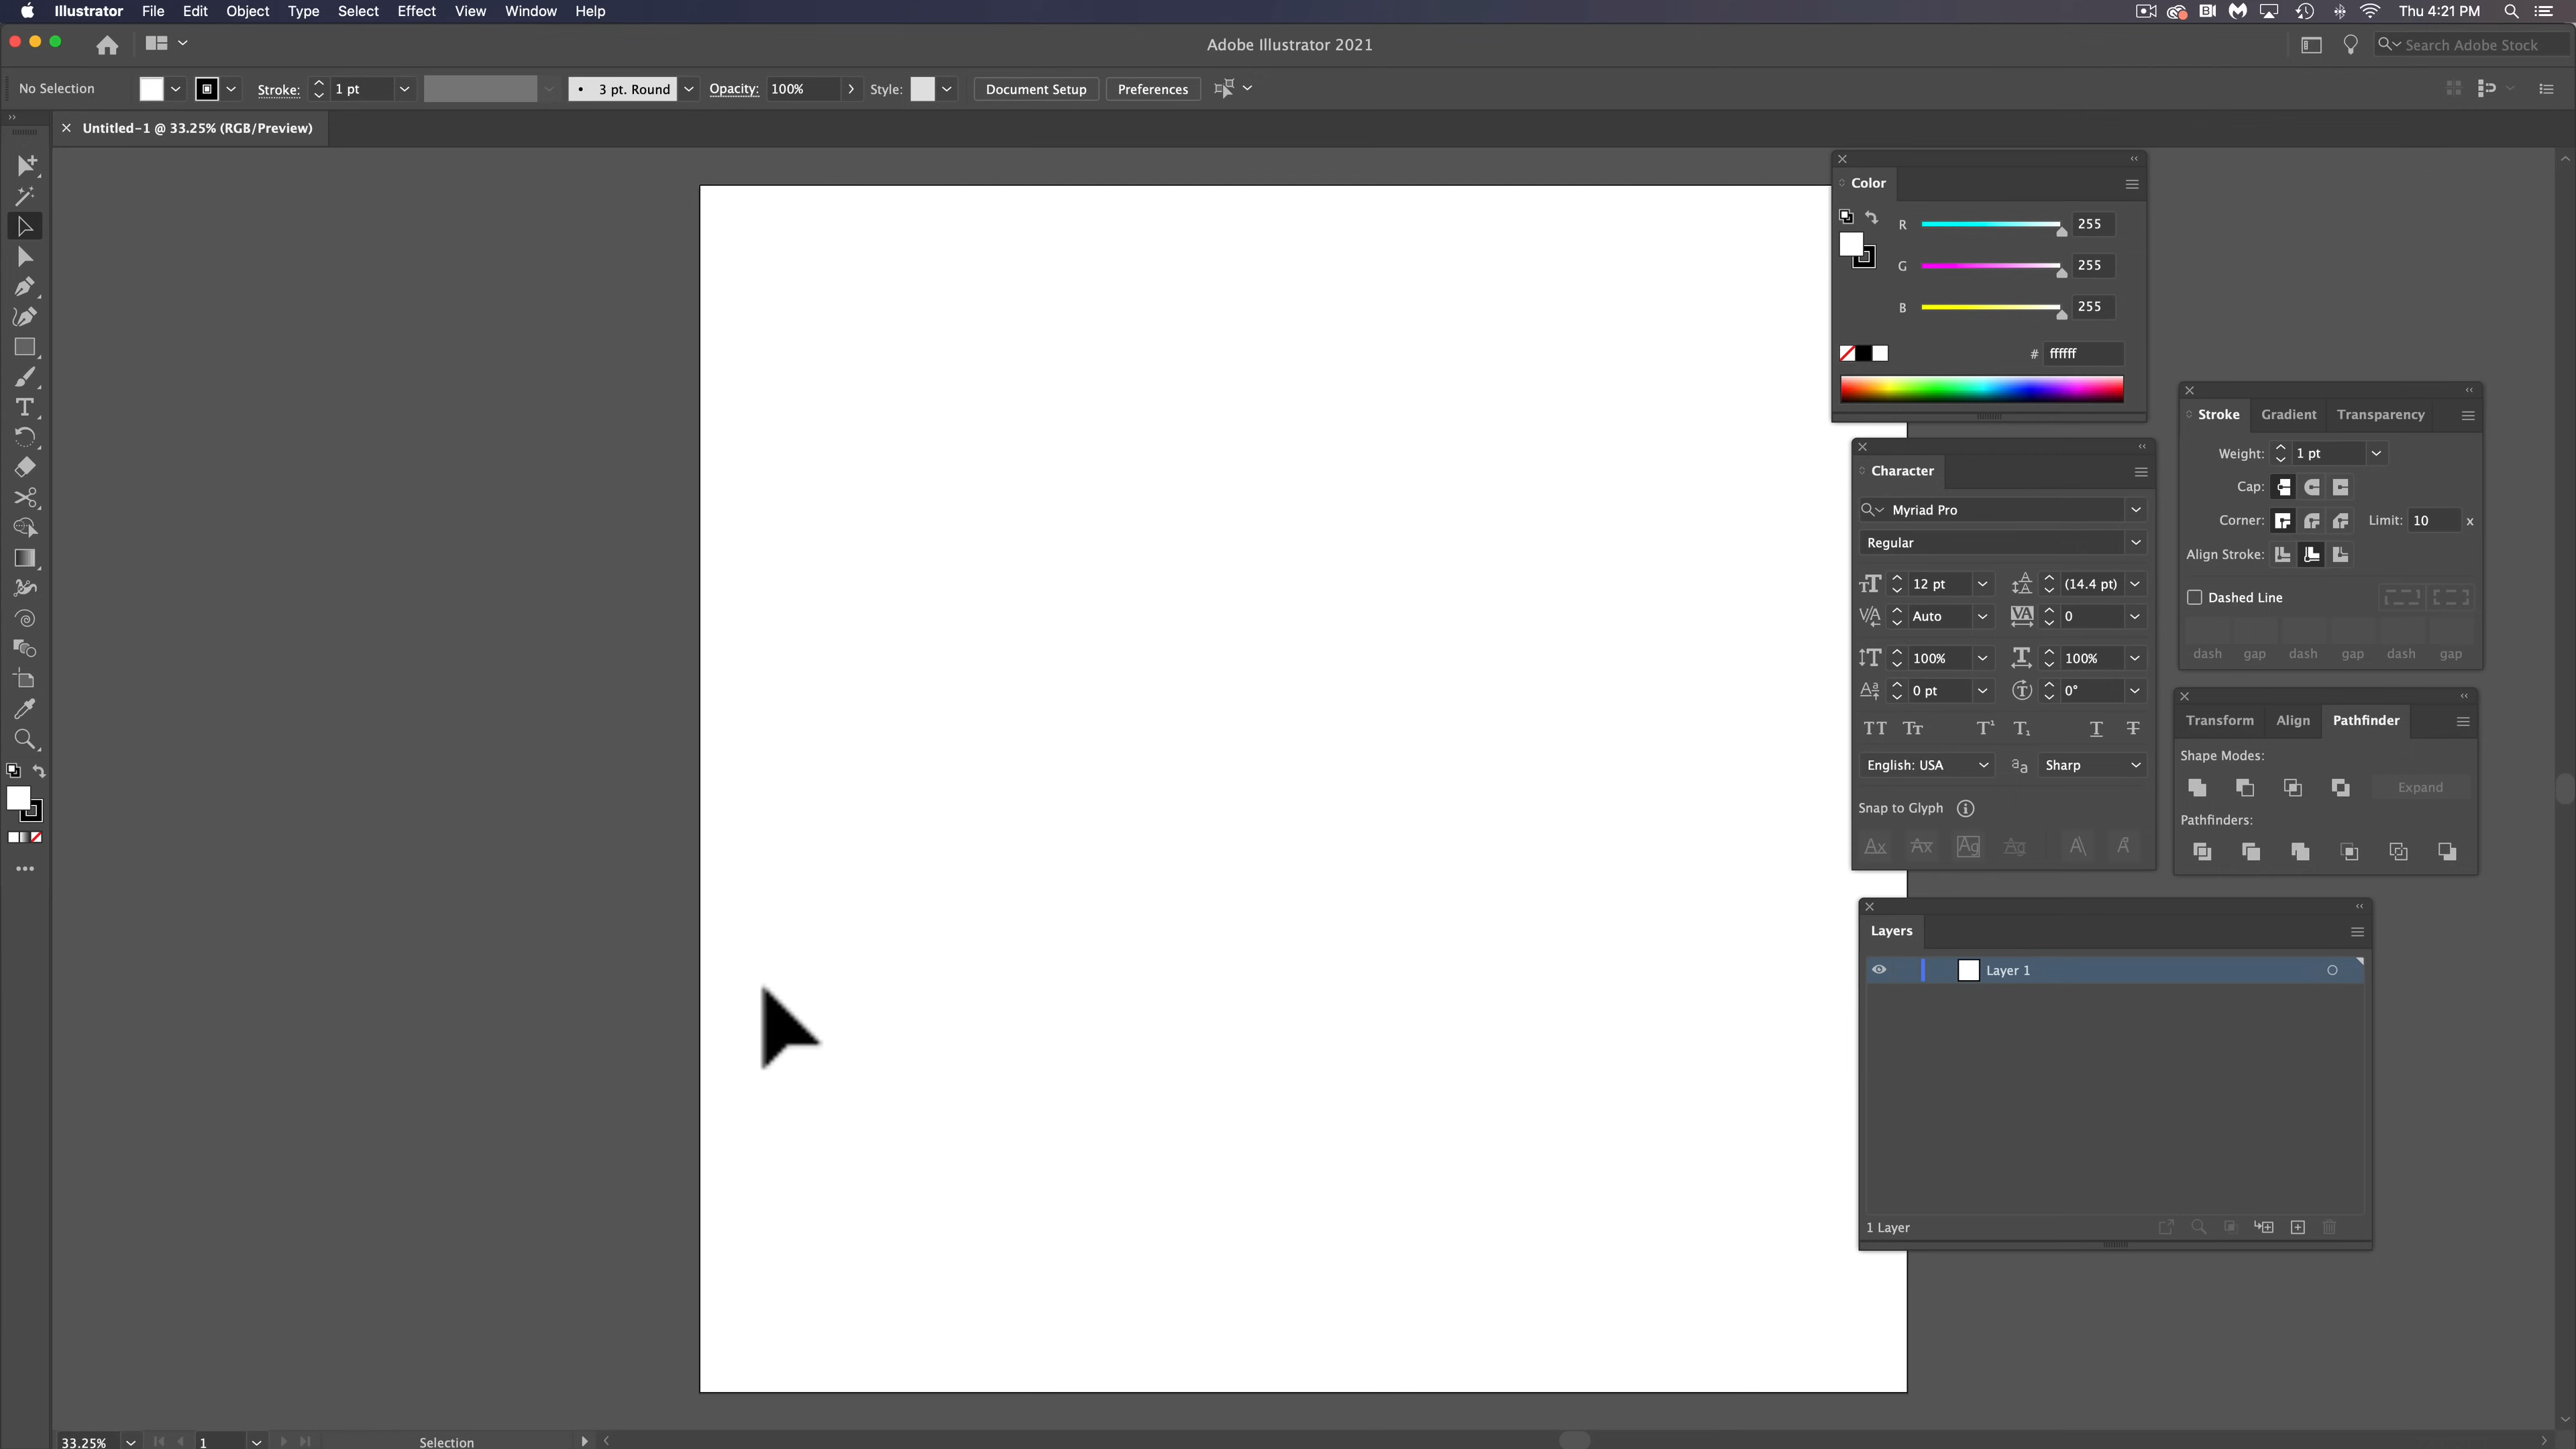 Illustrator File Edit Object Type Select Effect View Window Help Thu 4:21 PM
Adobe Illustrator 2021 Search Adobe Stock
No Selection Stroke: 1 pt 3 pt. Round Opacity: 100% Style: Document Setup Preferences
Untitled-1 @ 33.25% (RGB/Preview)
Color
R 255
G 255
B 255
# ffffff
Stroke Gradient Transparency
Weight: 1 pt
Cap:
Corner: Limit: 10 x
Align Stroke:
Dashed Line
dash gap dash gap dash gap
Character
Myriad Pro
Regular
12 pt (14.4 pt)
Auto 0
100% 100%
0 pt 0°
English: USA Sharp
Snap to Glyph
Transform Align Pathfinder
Shape Modes:
Expand
Pathfinders:
Layers
Layer 1
1 Layer
33.25% 1 Selection